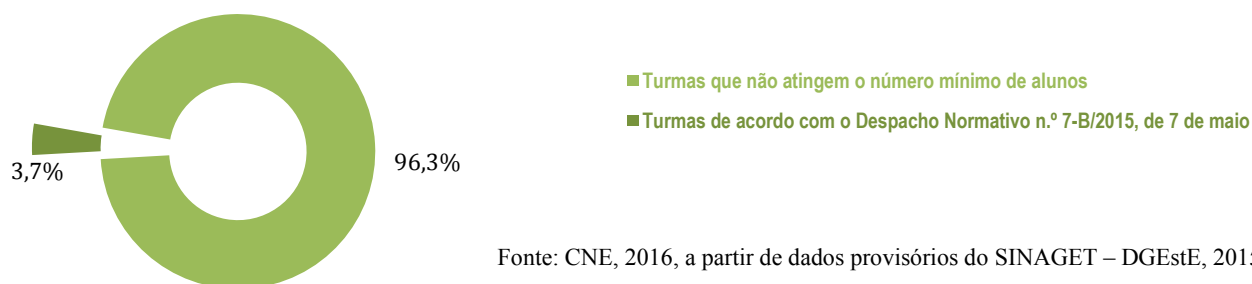 Turmas que não atingem o número mínimo de alunos
Turmas de acordo com o Despacho Normativo n.º 7-B/2015, de 7 de maio
3,7%
96,3%
Fonte: CNE, 2016, a partir de dados provisórios do SINAGET – DGEstE, 2015